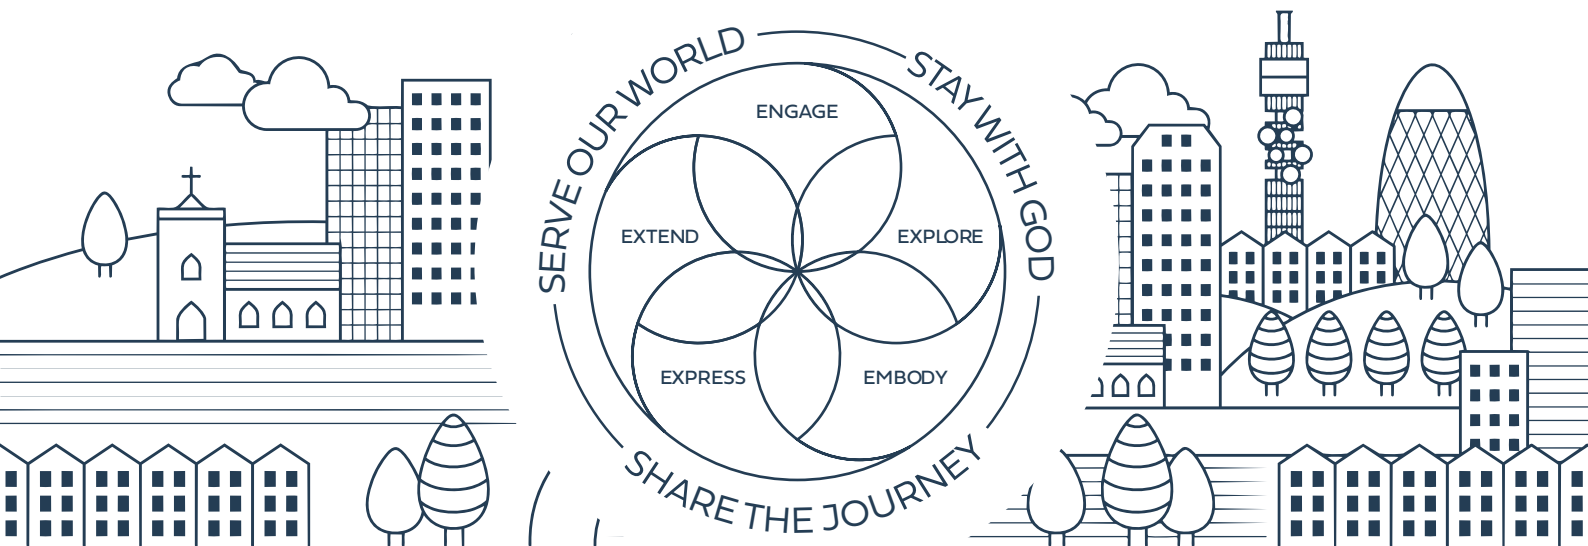 SERVE OUR WORLD
STAY WITH GOD
ENGAGE
EXTEND
EXPLORE
EXPRESS
EMBODY
SHARE THE JOURNEY